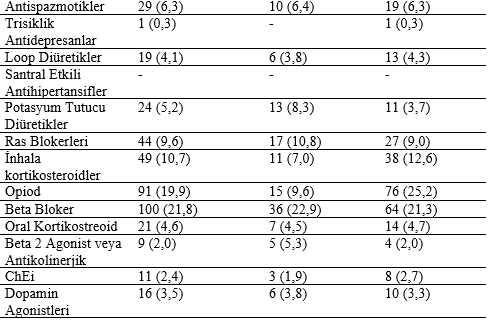 Antispazmotikler 29 (6,3) 10 (6,4) 19 (6,3)
Trisiklik 1 (0,3) - 1 (0,3)
Antidepresanlar
Loop Diüretikler 19 (4,1) 6 (3,8) 13 (4,3)
Santral Etkili - - -
Antihipertansifler
Potasyum Tutucu 24 (5,2) 13 (8,3) 11 (3,7)
Diüretikler
Ras Blokerleri 44 (9,6) 17 (10,8) 27 (9,0)
İnhala 49 (10,7) 11 (7,0) 38 (12,6)
kortikosteroidler
Opiod 91 (19,9) 15 (9,6) 76 (25,2)
Beta Bloker 100 (21,8) 36 (22,9) 64 (21,3)
Oral Kortikostreoid 21 (4,6) 7 (4,5) 14 (4,7)
Beta 2 Agonist veya 9 (2,0) 5 (5,3) 4 (2,0)
Antikolinerjik
ChEi 11 (2,4) 3 (1,9) 8 (2,7)
Dopamin 16 (3,5) 6 (3,8) 10 (3,3)
Agonistleri